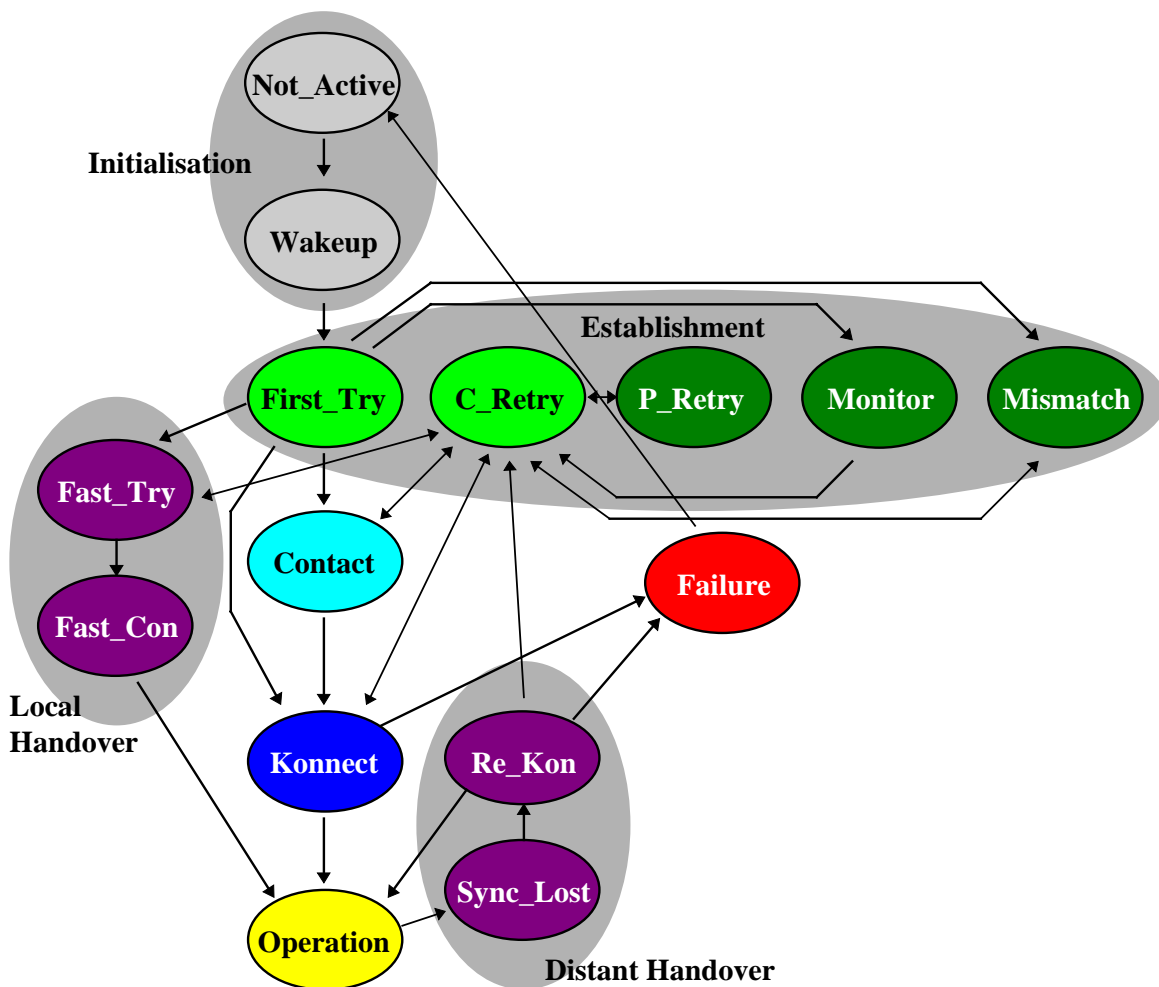 Not_Active
Initialisation
Wakeup
Establishment
First_Try
C_Retry
P_Retry
Monitor
Mismatch
Fast_Try
Contact
Failure
Fast_Con
Local
Handover
Konnect
Re_Kon
Sync_Lost
Operation
Distant Handover